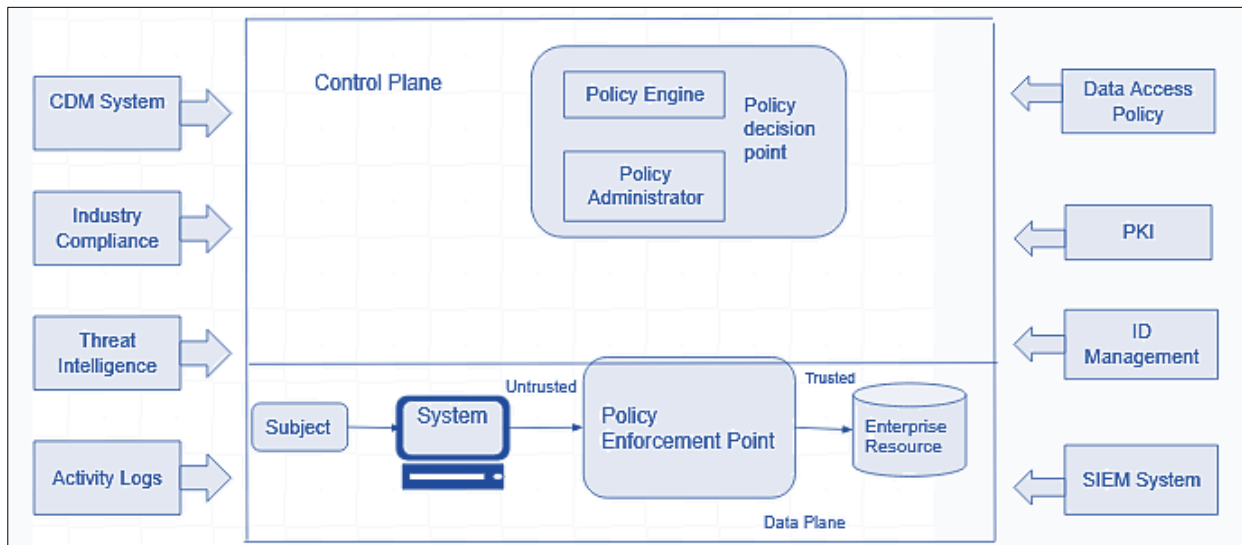 Control Plane
Policy Engine
Policy
decision
point
Policy
Administrator
CDM System
Industry
Compliance
Threat
Intelligence
Activity Logs
Data Access
Policy
PKI
ID
Management
SIEM System
Subject
System
Untrusted
Policy
Enforcement Point
Trusted
Enterprise
Resource
Data Plane